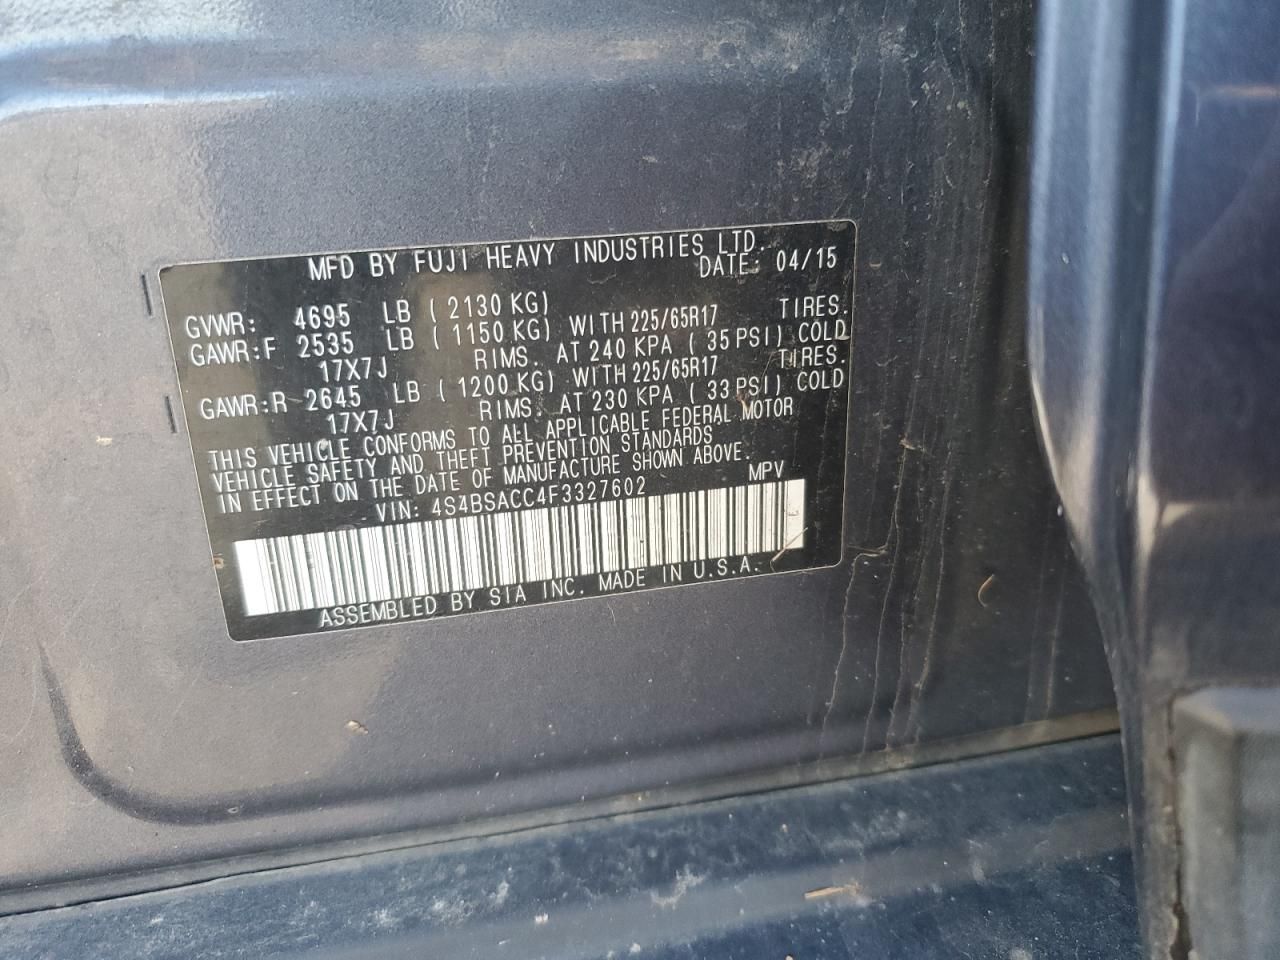 MFD BY FUJI HEAVY INDUSTRIES LTD.
DATE: 04/15
GVWR: 4695 LB ( 2130 KG)
GAWR:F 2535 LB ( 1150 KG) WITH 225/65R17 TIRES.
17X7J RIMS. AT 240 KPA ( 35 PSI) COLD
GAWR:R 2645 LB ( 1200 KG) WITH 225/65R17 TIRES.
17X7J RIMS. AT 230 KPA ( 33 PSI) COLD
THIS VEHICLE CONFORMS TO ALL APPLICABLE FEDERAL MOTOR
VEHICLE SAFETY AND THEFT PREVENTION STANDARDS
IN EFFECT ON THE DATE OF MANUFACTURE SHOWN ABOVE.
VIN: 4S4BSACC4F3327602 MPV
ASSEMBLED BY SIA INC. MADE IN U.S.A.